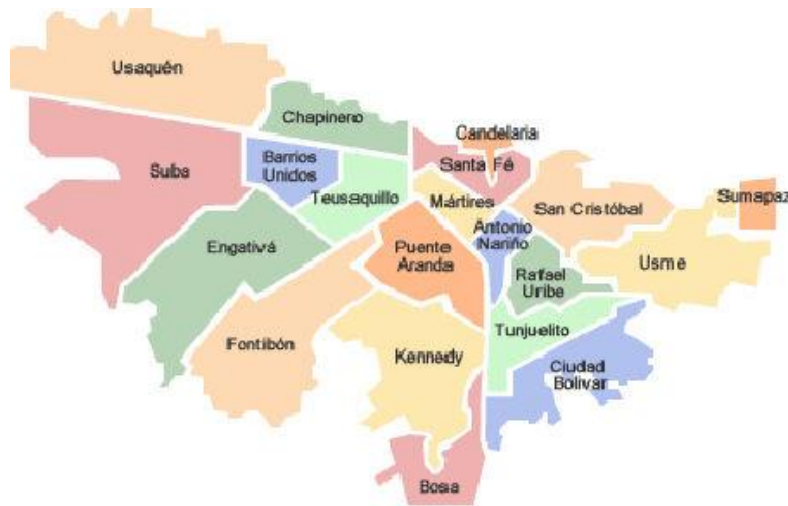 Usaquén
Chapinero
Candelaria
Santa Fé
Suba
Barrios
Unidos
Teusaquillo
Mártires
San Cristóbal
Sumapaz
Antonio
Nariño
Engativá
Puente
Aranda
Usme
Rafael
Uribe
Fontibón
Kennedy
Tunjuelito
Ciudad
Bolivar
Bosa